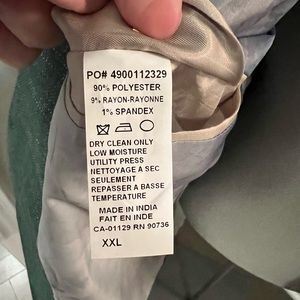 PO# 4900112329
90% POLYESTER
9% RAYON-RAYONNE
1% SPANDEX
DRY CLEAN ONLY
LOW MOISTURE
UTILITY PRESS
NETTOYAGE A SEC
SEULEMENT
REPASSER A BASSE
TEMPERATURE
MADE IN INDIA
FAIT EN INDE
CA-01129 RN 90736
XXL